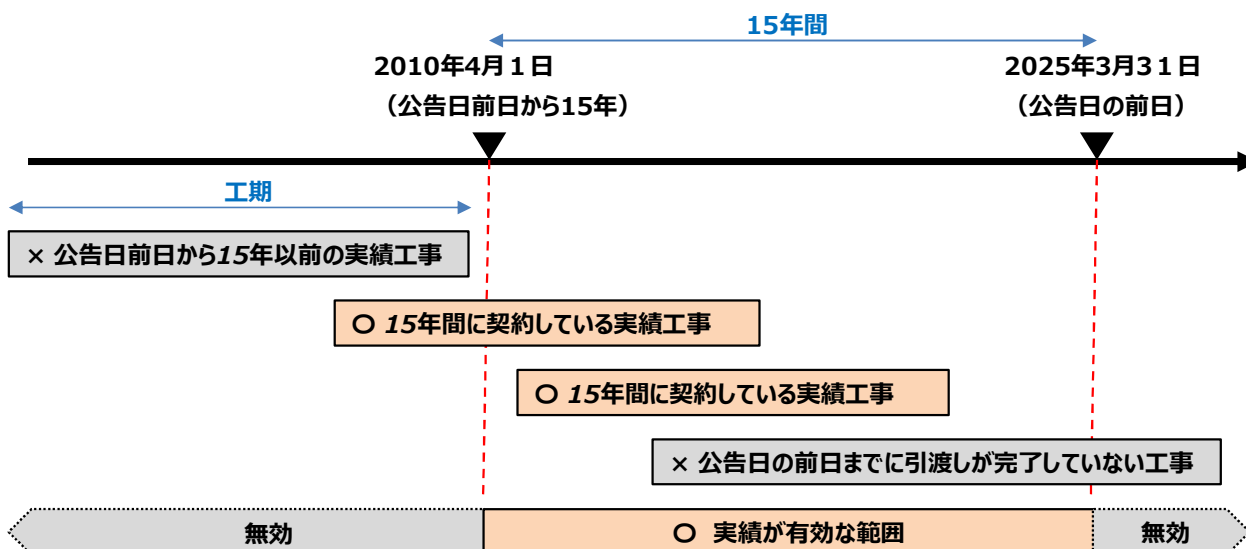 15年間
2010年4月１日
（公告日前日から15年）
2025年3月３１日
（公告日の前日）
工期
× 公告日前日から15年以前の実績工事
〇 15年間に契約している実績工事
〇 15年間に契約している実績工事
× 公告日の前日までに引渡しが完了していない工事
無効
〇 実績が有効な範囲
無効